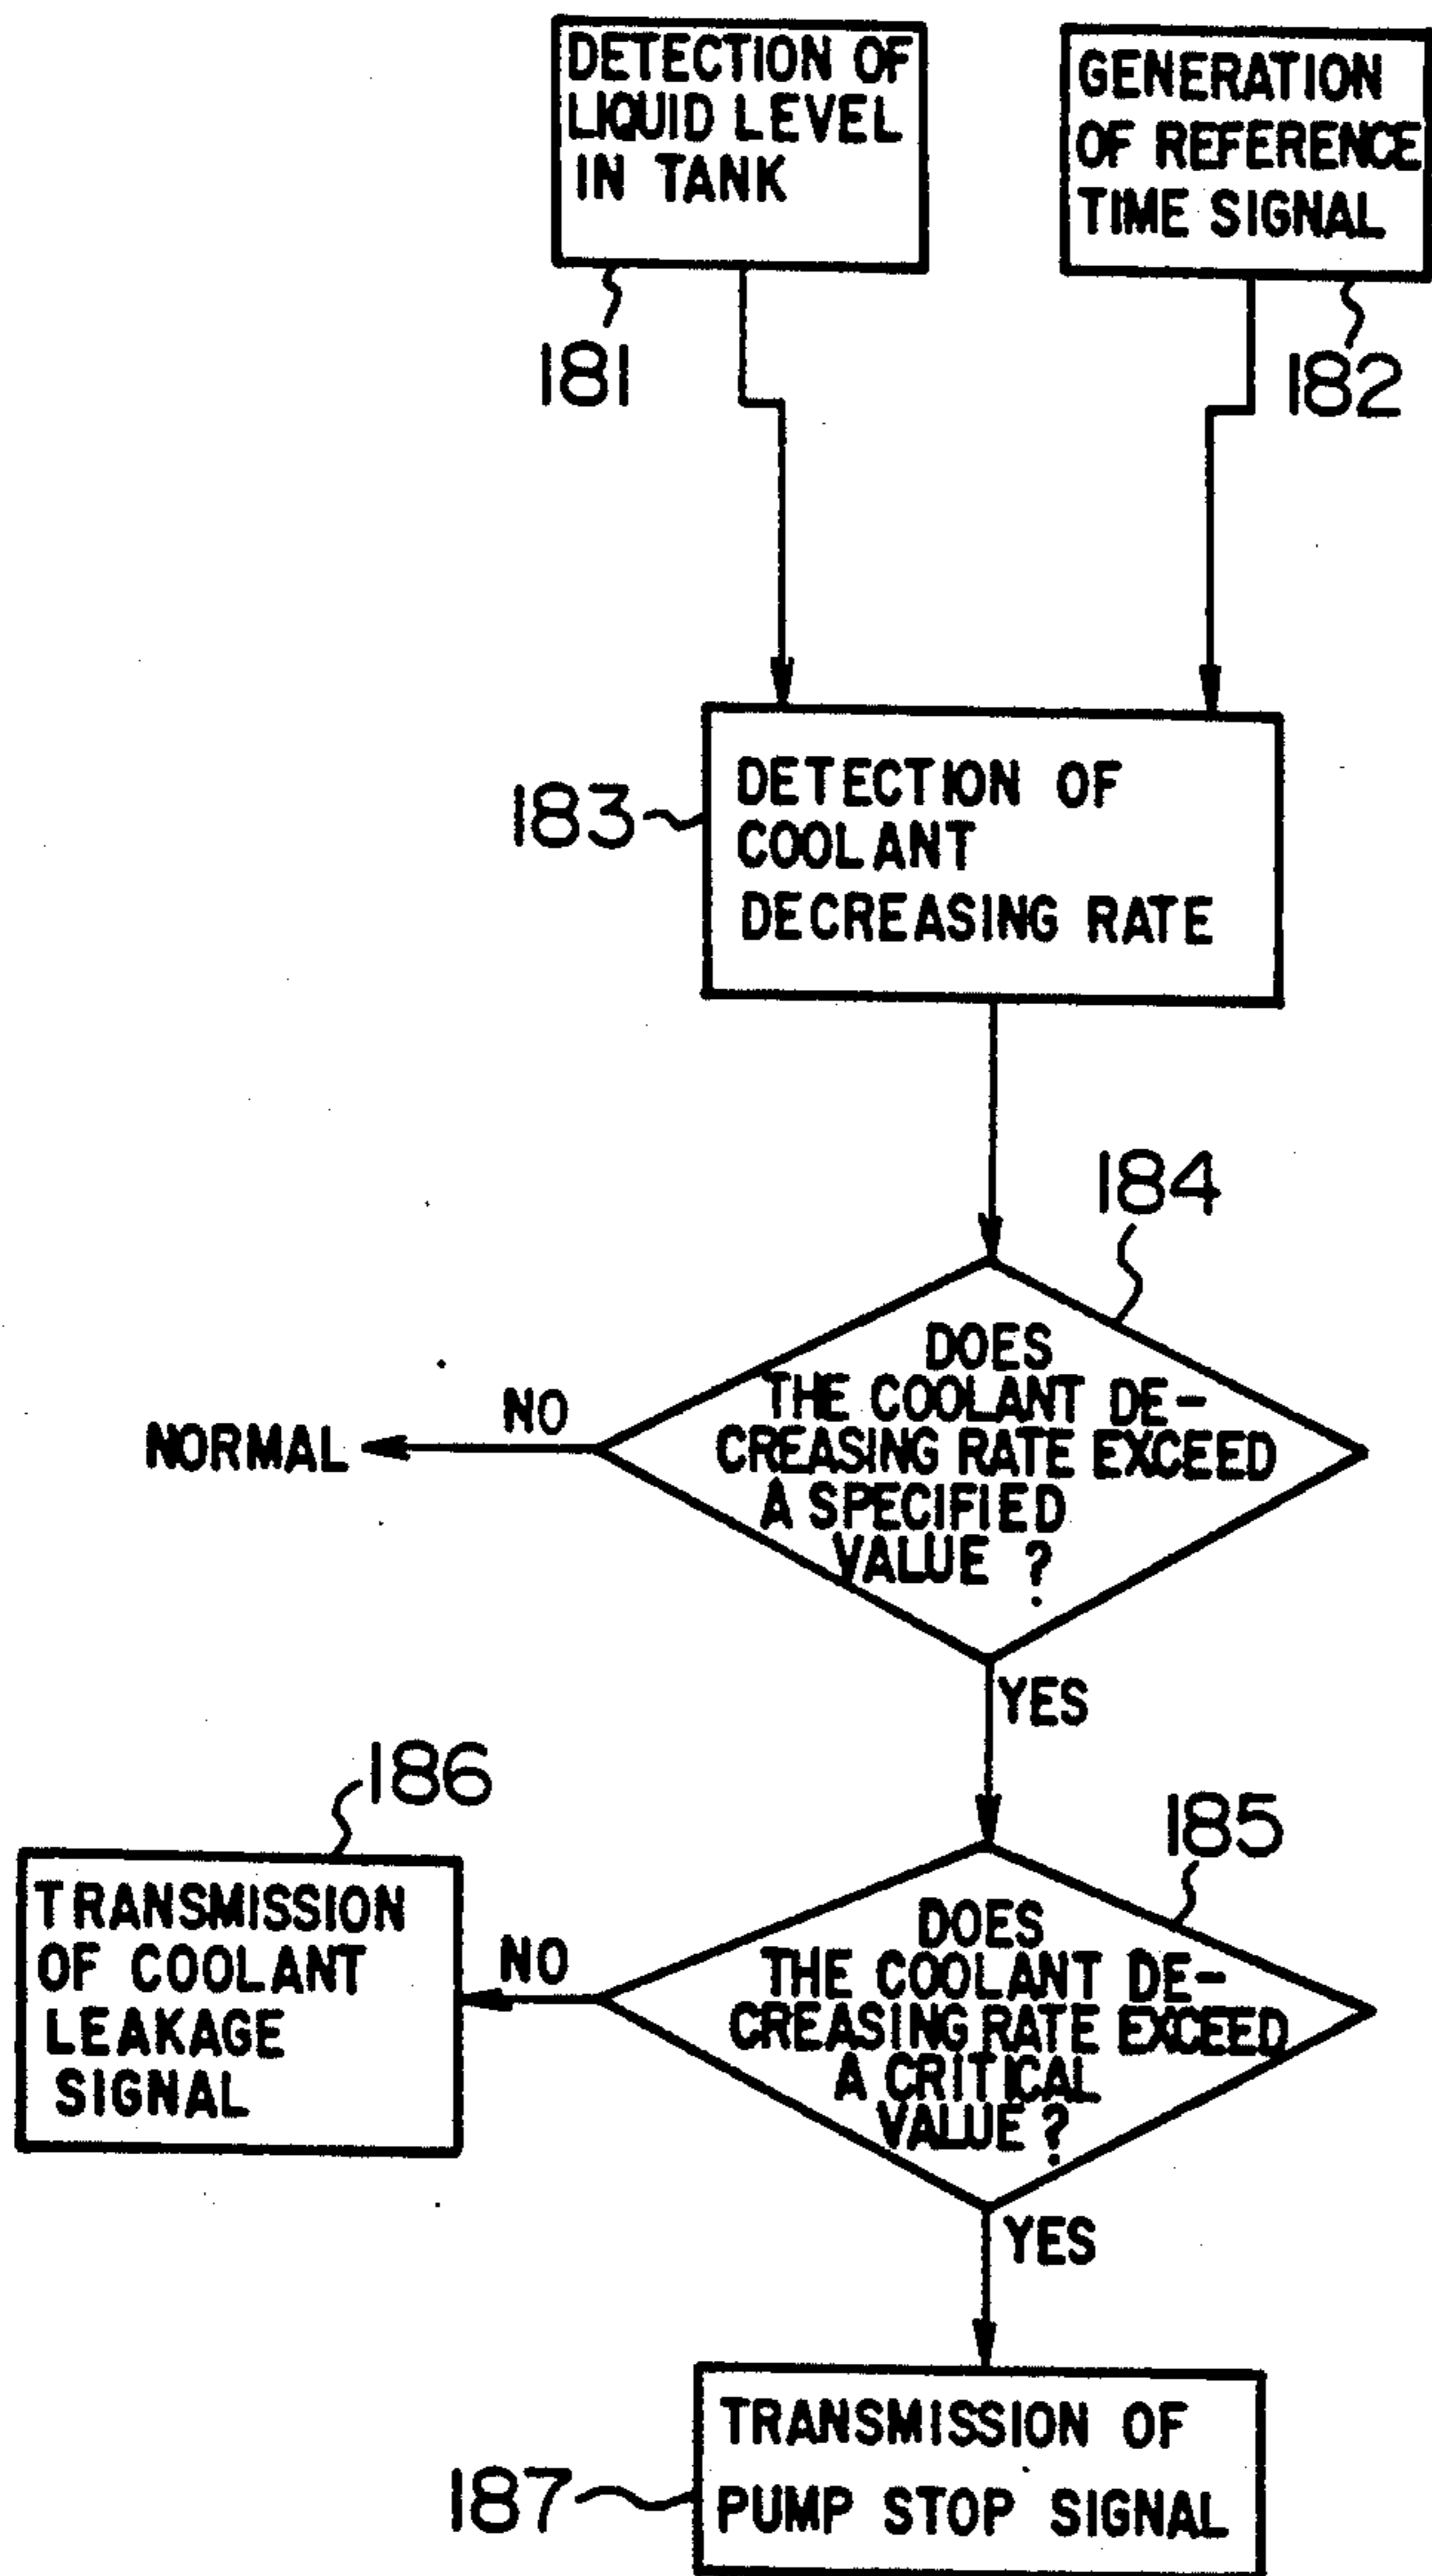 DETECTION OF
LIQUID LEVEL
IN TANK
181
GENERATION
OF REFERENCE
TIME SIGNAL
182
183
DETECTION OF
COOLANT
DECREASING RATE
184
DOES
THE COOLANT DE-
CREASING RATE EXCEED
A SPECIFIED
VALUE ?
NO
NORMAL
YES
185
DOES
THE COOLANT DE-
CREASING RATE EXCEED
A CRITICAL
VALUE ?
NO
186
TRANSMISSION
OF COOLANT
LEAKAGE
SIGNAL
YES
187
TRANSMISSION OF
PUMP STOP SIGNAL